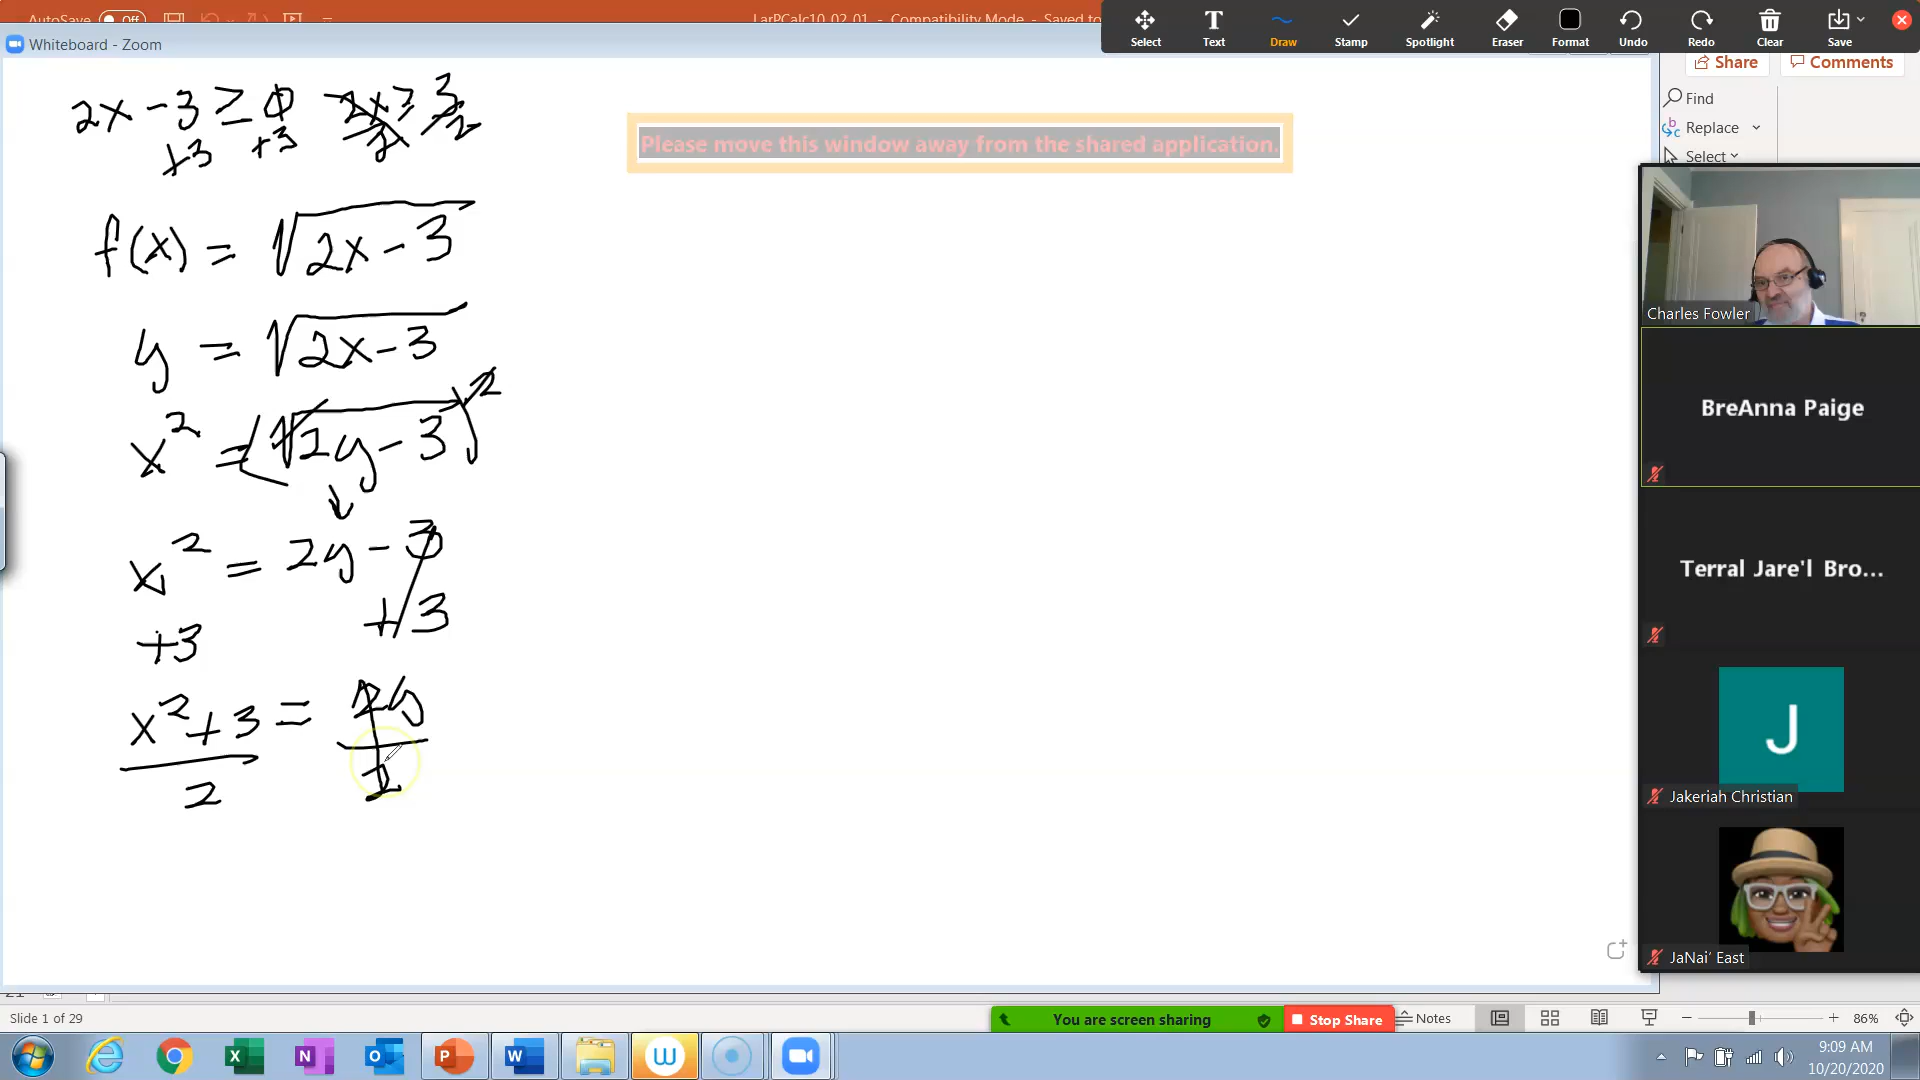 AutoSave Off
LarPCalc10_02_01 - Compatibility Mode - Saved to
Whiteboard - Zoom
Select Text Draw Stamp Spotlight Eraser Format Undo Redo Clear Save
Share Comments
Find
Replace
Select
Please move this window away from the shared application.
2x - 3 ≥ 0 2x ≥ 3
+3 +3 2 2
f(x) = √2x - 3
y = √2x - 3
x² = (√2y - 3)²
x² = 2y - 3
+3 +3
x² + 3 = 2y
2 2
Charles Fowler
BreAnna Paige
Terral Jare'l Bro...
J
Jakeriah Christian
JaNai' East
Slide 1 of 29
You are screen sharing
Stop Share
Notes
86%
9:09 AM
10/20/2020